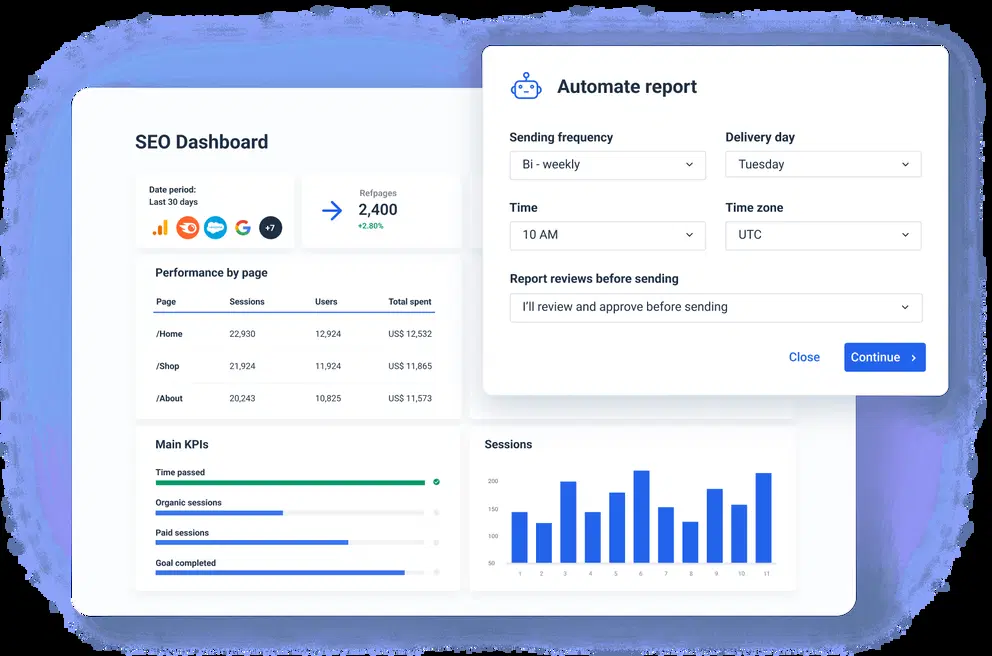 Automate report
Sending frequency
Delivery day
Bi - weekly
Tuesday
Time
Time zone
10 AM
UTC
Report reviews before sending
I'll review and approve before sending
Close
Continue
SEO Dashboard
Date period:
Last 30 days
+7
Refpages
2,400
+2.80%
Performance by page
Page Sessions Users Total spent
/Home 22,930 12,924 US$ 12,532
/Shop 21,924 11,924 US$ 11,865
/About 20,243 10,825 US$ 11,573
Main KPIs
Time passed
Organic sessions
Paid sessions
Goal completed
Sessions
200
150
100
50
1 2 3 4 5 6 7 8 9 10 11